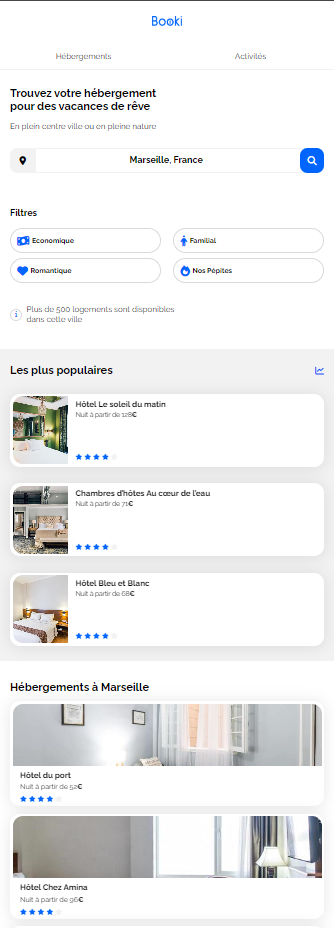 Booki
Hébergements
Activités
Trouvez votre hébergement
pour des vacances de rêve
En plein centre ville ou en pleine nature
Marseille, France
Filtres
Economique
Familial
Romantique
Nos Pépites
Plus de 500 logements sont disponibles
dans cette ville
Les plus populaires
Hôtel Le soleil du matin
Nuit à partir de 128€
Chambres d'hôtes Au cœur de l'eau
Nuit à partir de 71€
Hôtel Bleu et Blanc
Nuit à partir de 68€
Hébergements à Marseille
Hôtel du port
Nuit à partir de 52€
Hôtel Chez Amina
Nuit à partir de 96€